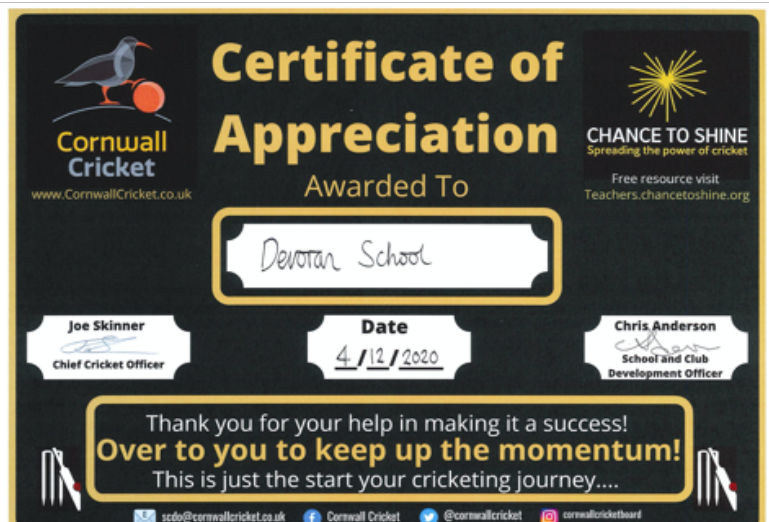 Certificate of
Appreciation
Awarded To
Cornwall
Cricket
www.CornwallCricket.co.uk
CHANCE TO SHINE
Spreading the power of cricket
Free resource visit
Teachers.chancetoshine.org
Devoran School
Joe Skinner
Chief Cricket Officer
Date
4/12/2020
Chris Anderson
School and Club
Development Officer
Thank you for your help in making it a success!
Over to you to keep up the momentum!
This is just the start your cricketing journey....
scdo@cornwallcricket.co.uk Cornwall Cricket @cornwallcricket cornwallcricketboard